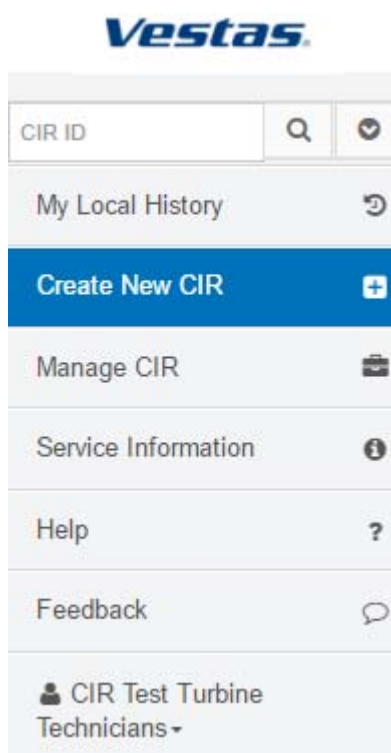 Vestas.
CIR ID
My Local History
Create New CIR
Manage CIR
Service Information
Help
?
Feedback
CIR Test Turbine
Technicians